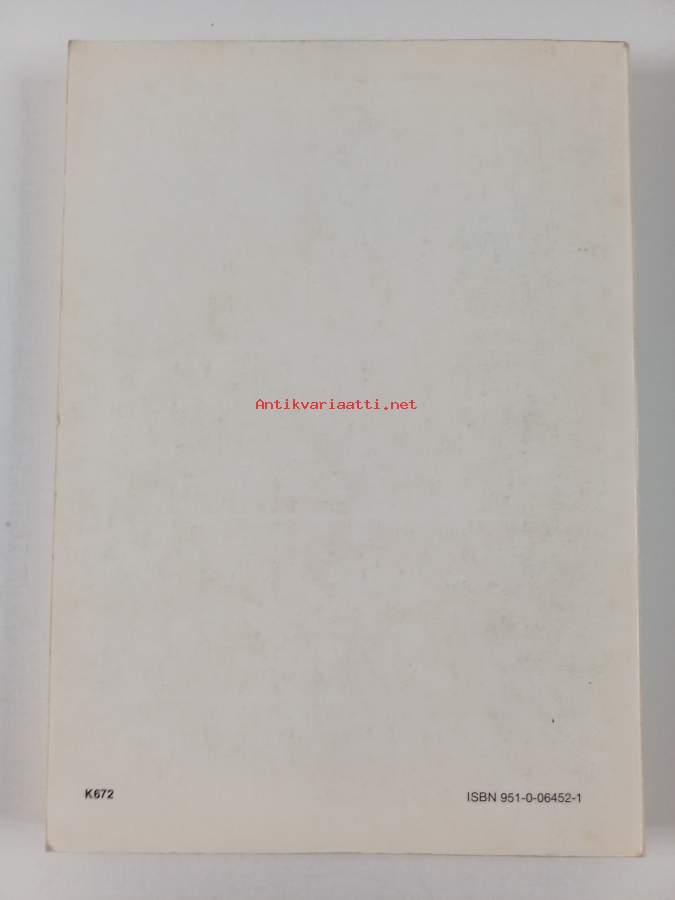 Antikvariaatti.net
K672
ISBN 951-0-06452-1